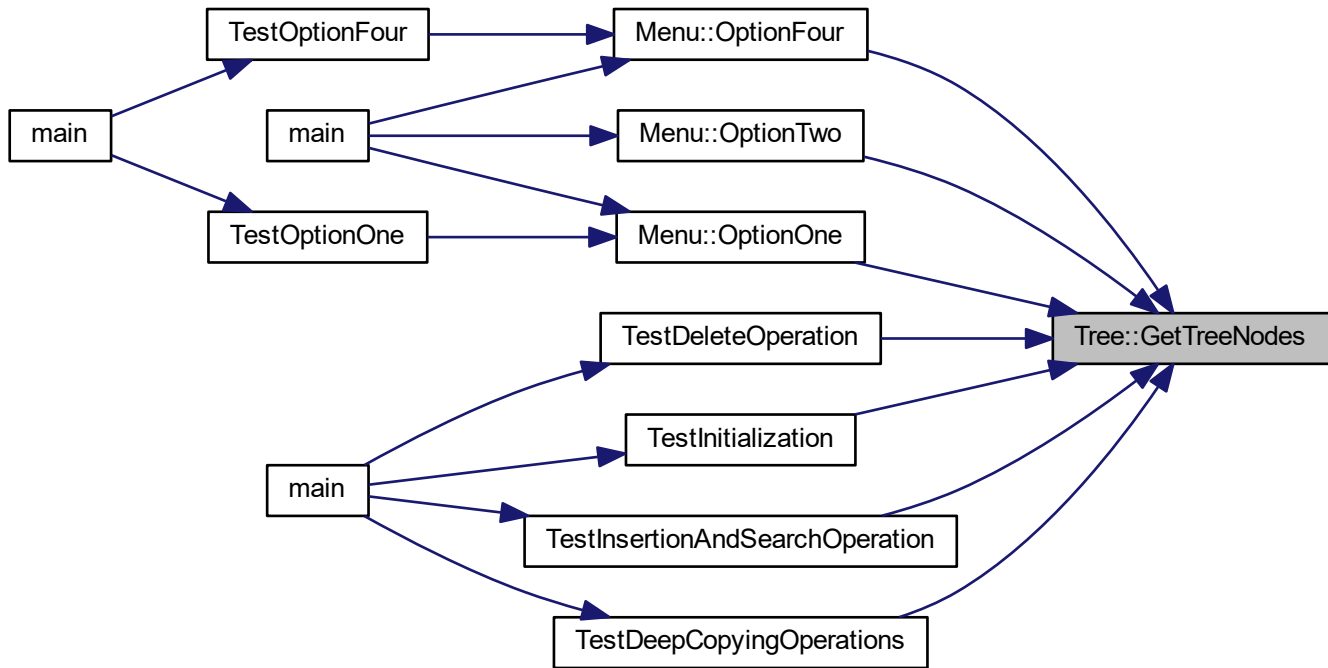 TestOptionFour
Menu::OptionFour
main
main
Menu::OptionTwo
TestOptionOne
Menu::OptionOne
Tree::GetTreeNodes
TestDeleteOperation
TestInitialization
main
TestInsertionAndSearchOperation
TestDeepCopyingOperations